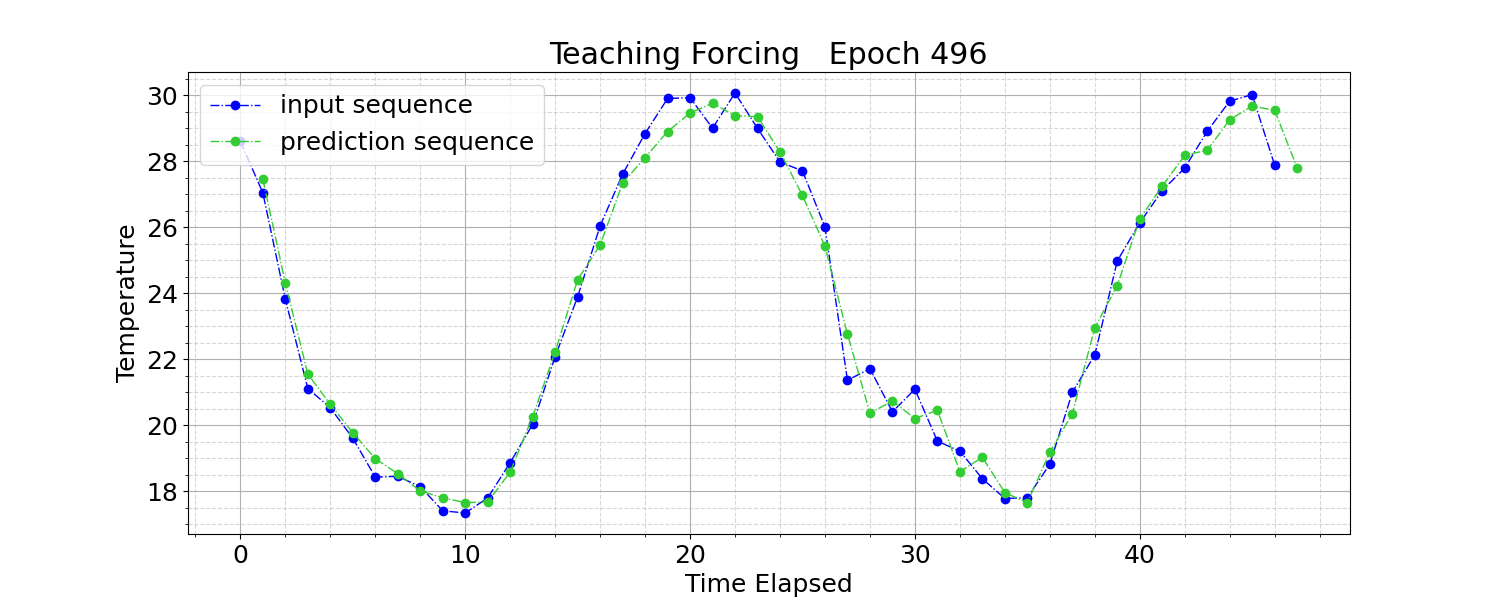 Teaching Forcing   Epoch 496
input sequence
prediction sequence
Temperature
30
28
26
24
22
20
18
0 10 20 30 40
Time Elapsed